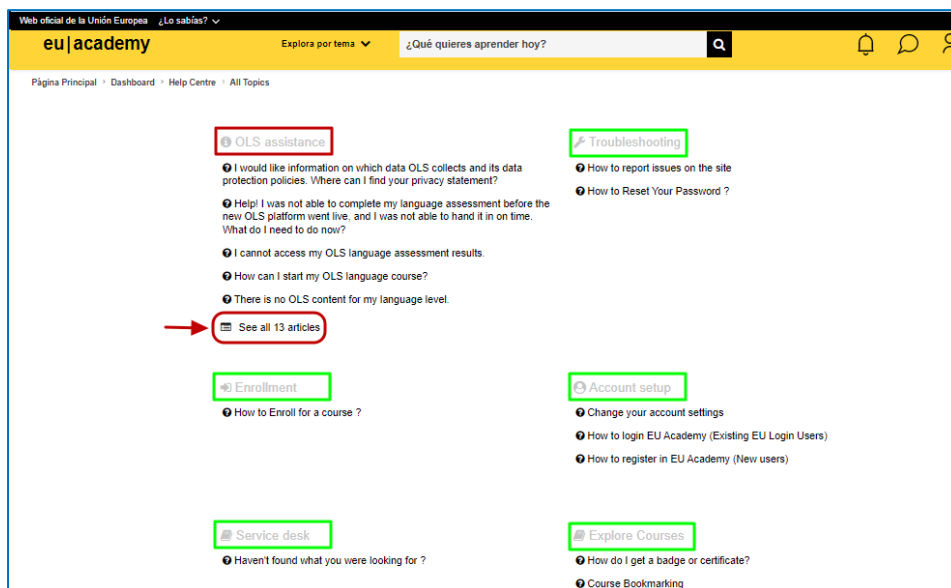 Web oficial de la Unión Europea ¿Lo sabías?
eu|academy
Explora por tema
¿Qué quieres aprender hoy?
Página Principal > Dashboard > Help Centre > All Topics
OLS assistance
I would like information on which data OLS collects and its data
protection policies. Where can I find your privacy statement?
Help! I was not able to complete my language assessment before the
new OLS platform went live, and I was not able to hand it in on time.
What do I need to do now?
I cannot access my OLS language assessment results.
How can I start my OLS language course?
There is no OLS content for my language level.
See all 13 articles
Troubleshooting
How to report issues on the site
How to Reset Your Password ?
Enrollment
How to Enroll for a course ?
Account setup
Change your account settings
How to login EU Academy (Existing EU Login Users)
How to register in EU Academy (New users)
Service desk
Haven't found what you were looking for ?
Explore Courses
How do I get a badge or certificate?
Course Bookmarking